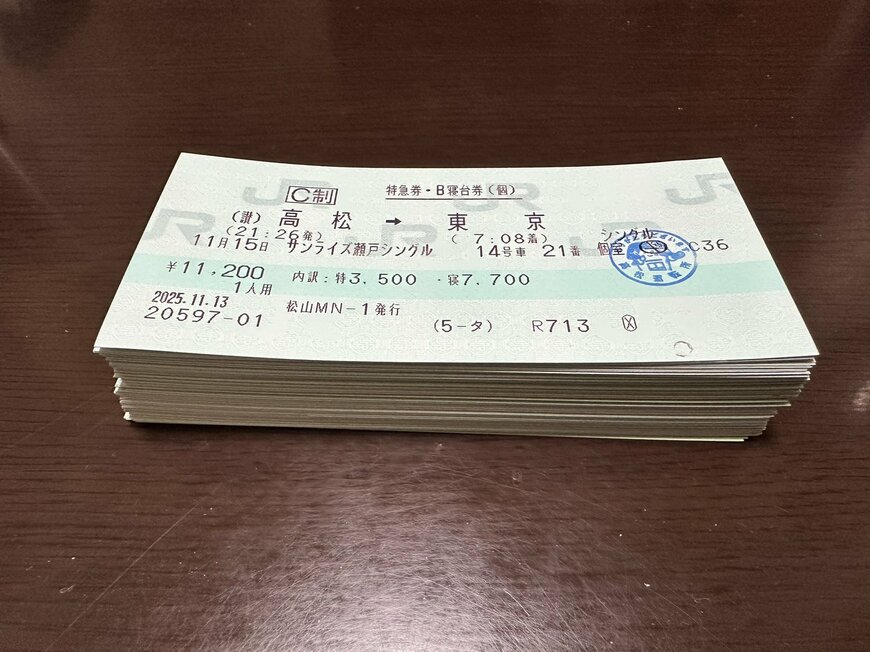 C制 特急券・B寝台券(個)
(讃) 高松 → 東京
(21:26発) (7:08着) シングル
11月15日 サンライズ瀬戸シングル 14号車 21番 個室 C36
¥11,200 内訳:特3,500・寝7,700
1人用
2025.11.13 松山MN-1発行
20597-01 (5-タ) R713
JR